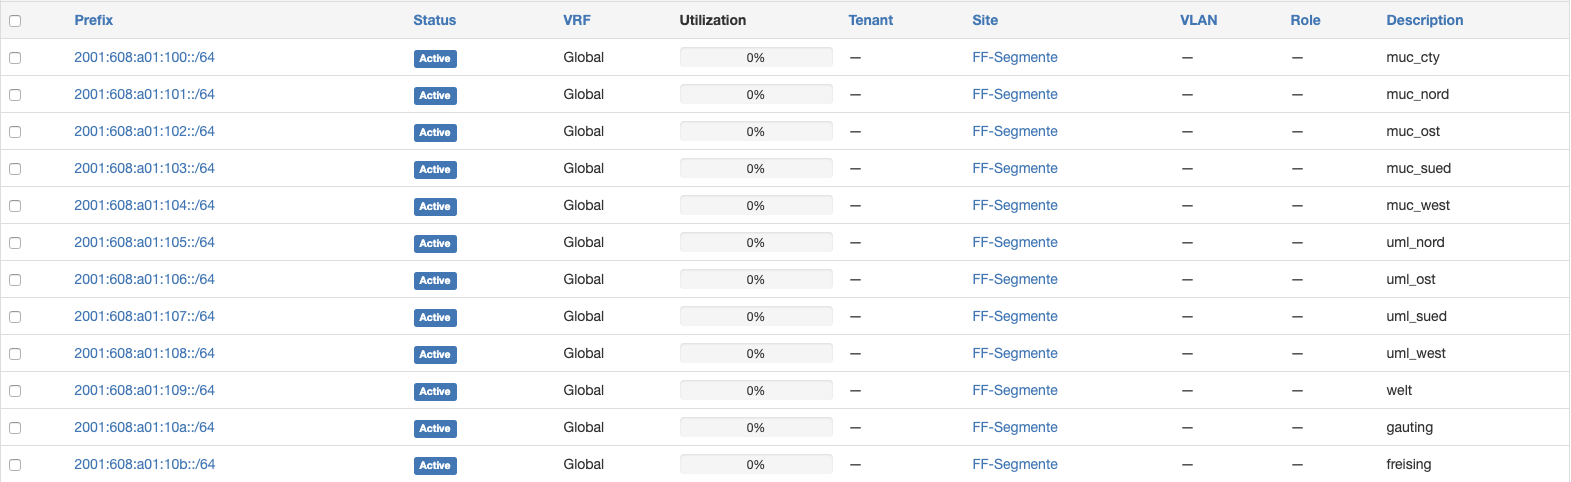 Prefix Status VRF Utilization Tenant Site VLAN Role Description
2001:608:a01:100::/64 Active Global 0% — FF-Segmente — — muc_cty
2001:608:a01:101::/64 Active Global 0% — FF-Segmente — — muc_nord
2001:608:a01:102::/64 Active Global 0% — FF-Segmente — — muc_ost
2001:608:a01:103::/64 Active Global 0% — FF-Segmente — — muc_sued
2001:608:a01:104::/64 Active Global 0% — FF-Segmente — — muc_west
2001:608:a01:105::/64 Active Global 0% — FF-Segmente — — uml_nord
2001:608:a01:106::/64 Active Global 0% — FF-Segmente — — uml_ost
2001:608:a01:107::/64 Active Global 0% — FF-Segmente — — uml_sued
2001:608:a01:108::/64 Active Global 0% — FF-Segmente — — uml_west
2001:608:a01:109::/64 Active Global 0% — FF-Segmente — — welt
2001:608:a01:10a::/64 Active Global 0% — FF-Segmente — — gauting
2001:608:a01:10b::/64 Active Global 0% — FF-Segmente — — freising